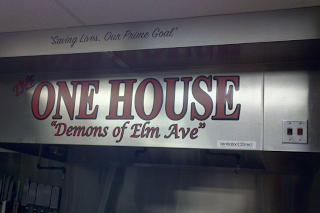 "Saving Lives, Our Prime Goal"
The
ONE HOUSE
"Demons of Elm Ave"